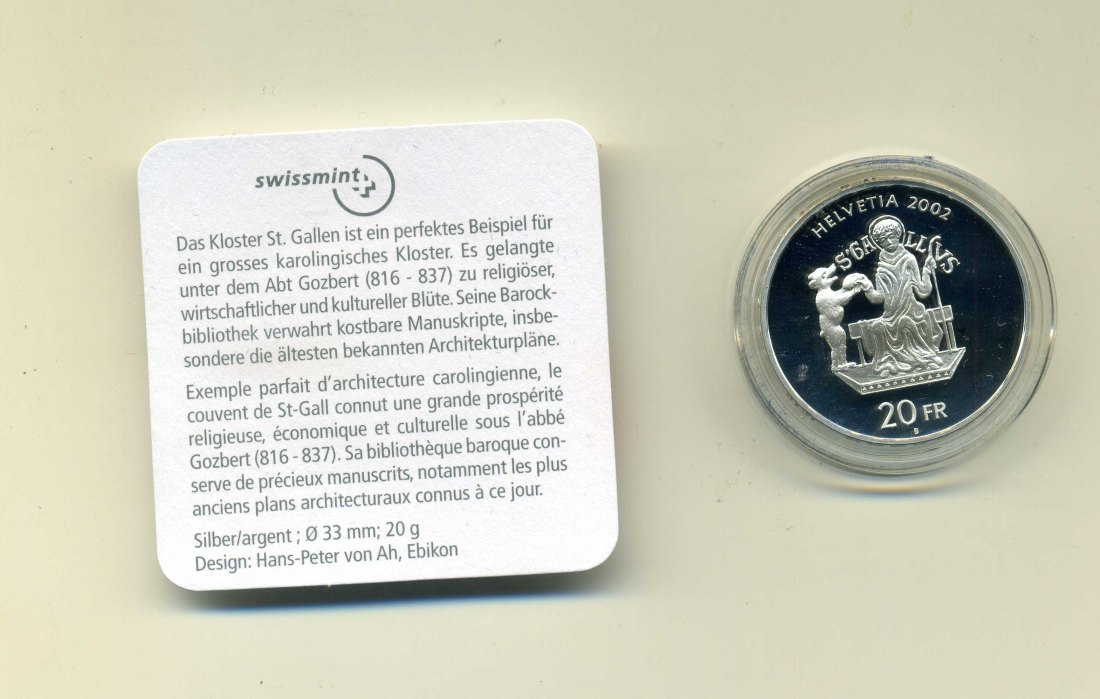 swissmint
Das Kloster St. Gallen ist ein perfektes Beispiel für
ein grosses karolingisches Kloster. Es gelangte
unter dem Abt Gozbert (816 - 837) zu religiöser,
wirtschaftlicher und kultureller Blüte. Seine Barock-
bibliothek verwahrt kostbare Manuskripte, insbe-
sondere die ältesten bekannten Architekturpläne.
Exemple parfait d'architecture carolingienne, le
couvent de St-Gall connut une grande prospérité
religieuse, économique et culturelle sous l'abbé
Gozbert (816 - 837). Sa bibliothèque baroque con-
serve de précieux manuscrits, notamment les plus
anciens plans architecturaux connus à ce jour.
Silber/argent ; Ø 33 mm; 20 g
Design: Hans-Peter von Ah, Ebikon
HELVETIA 2002
S'GALLVS
20 FR
B